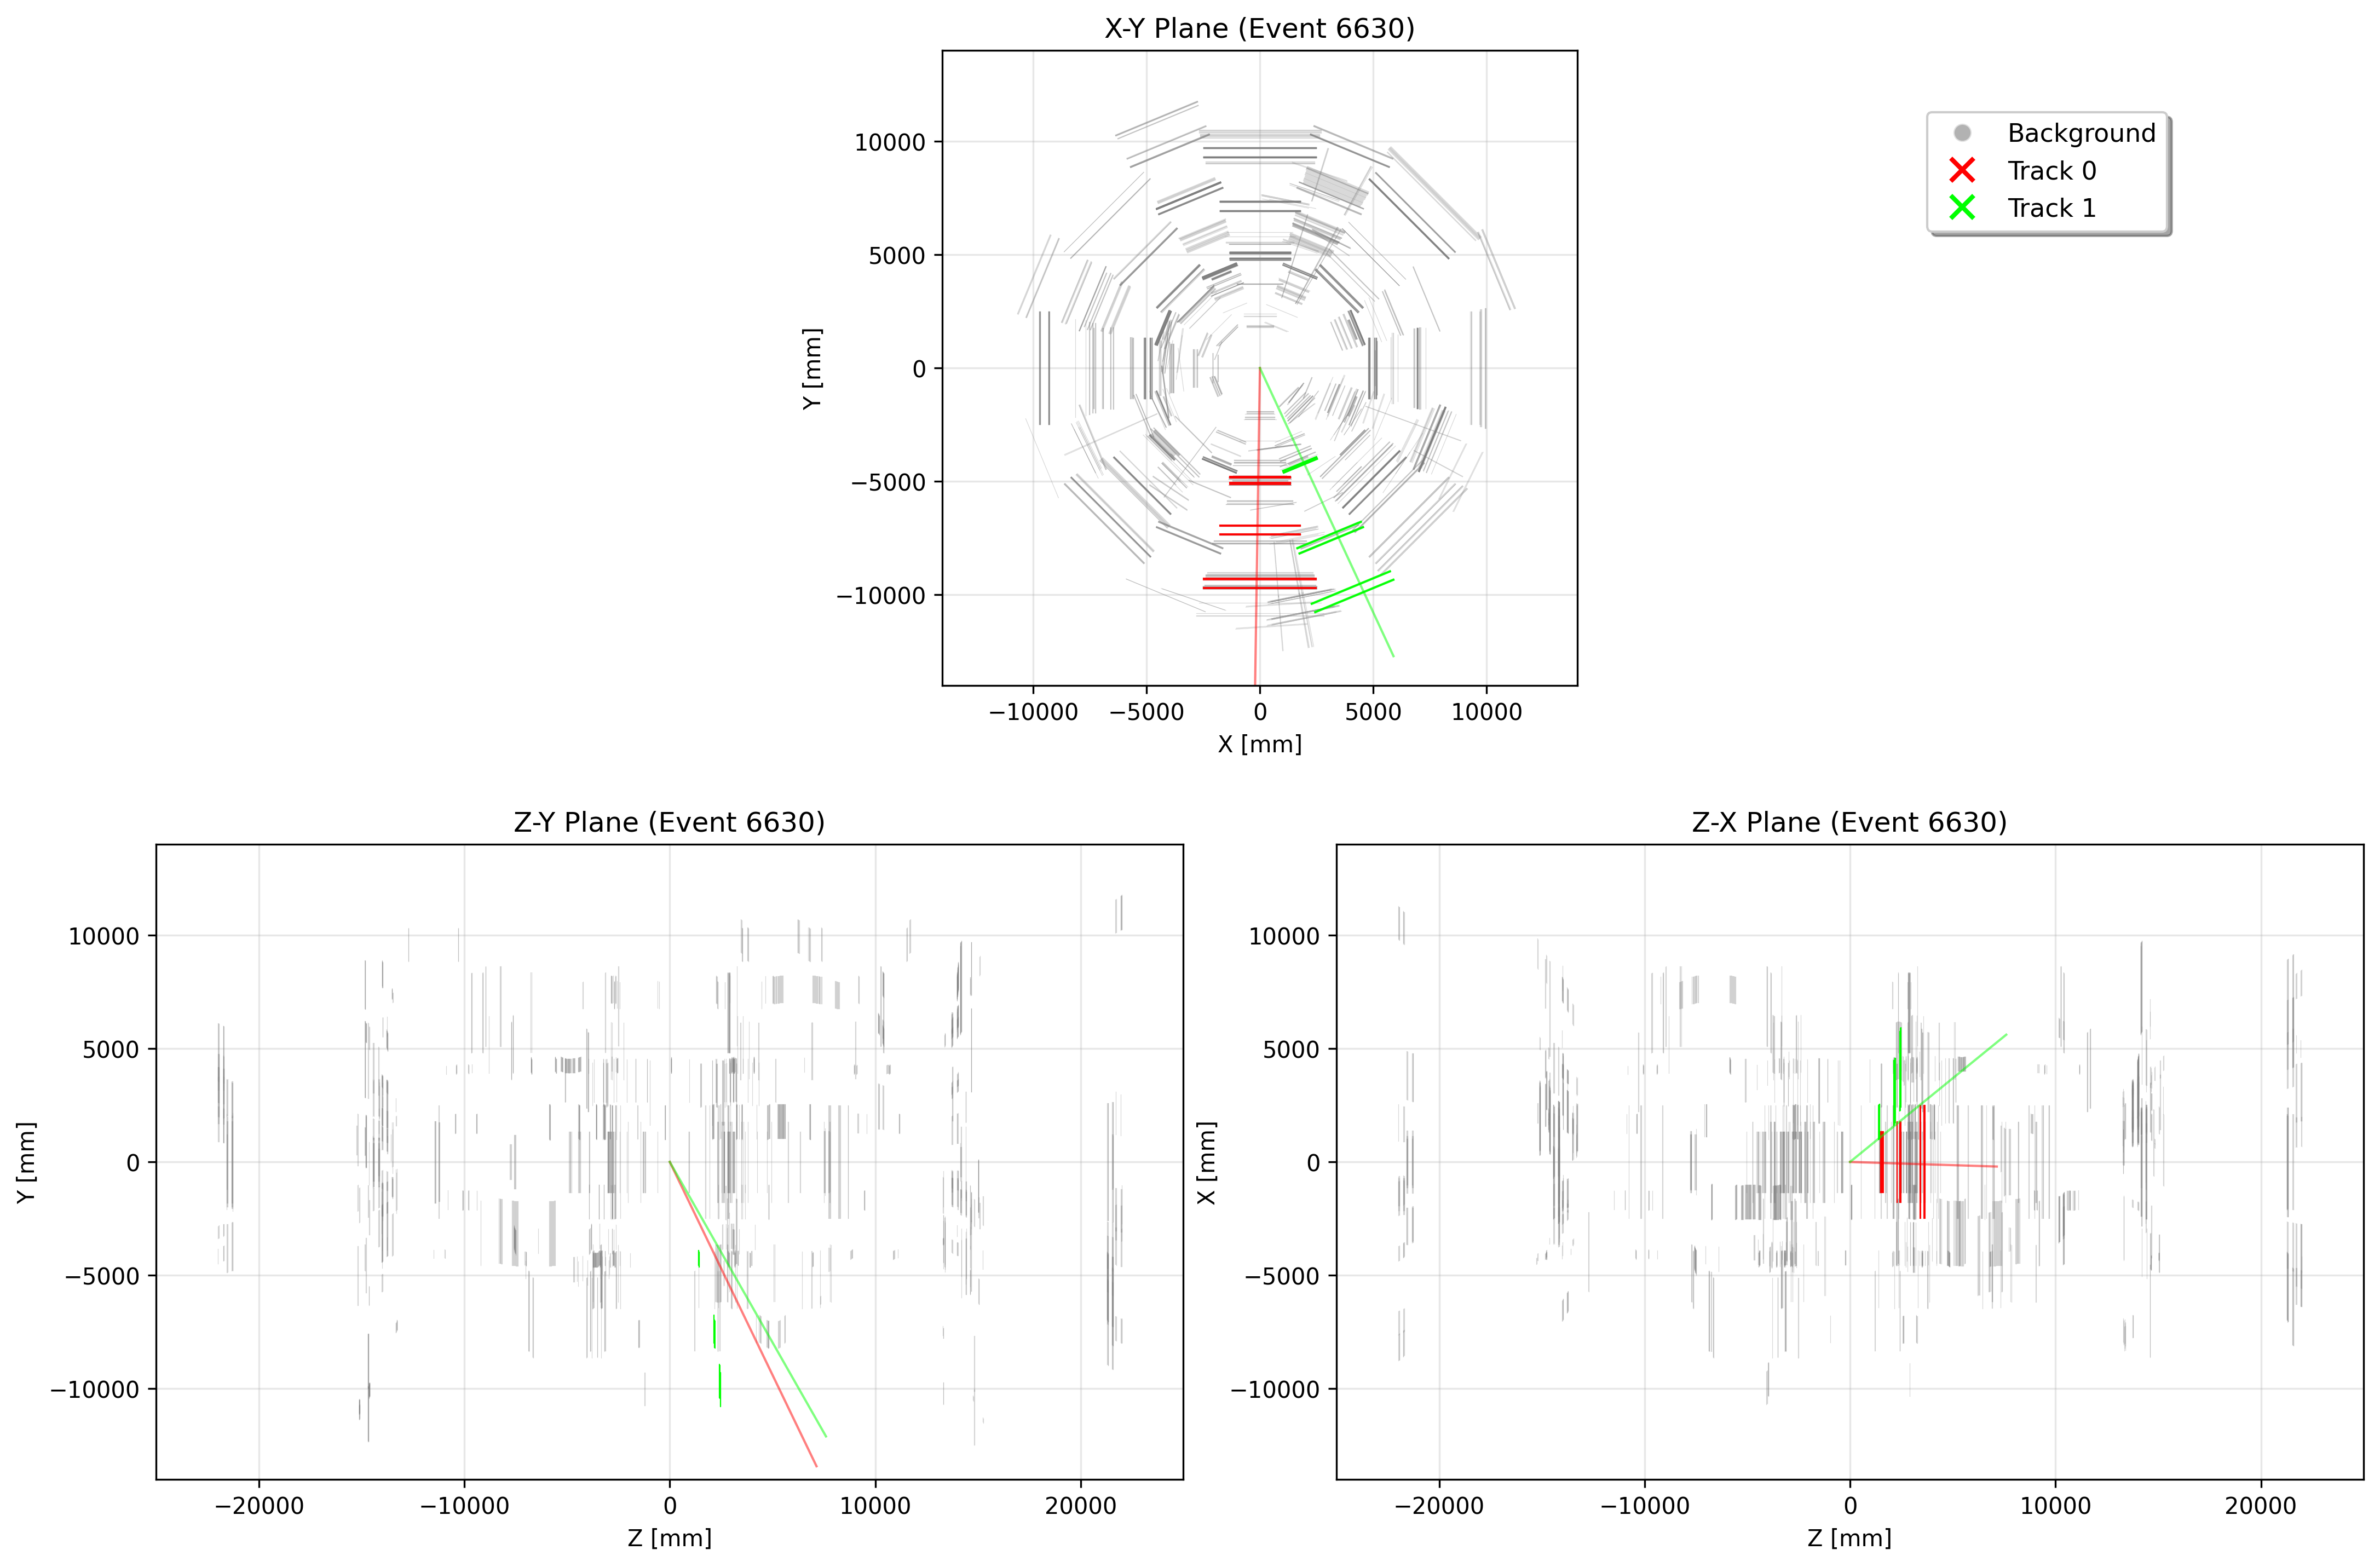 X-Y Plane (Event 6630)
Y [mm]
10000
5000
0
−5000
−10000
−10000 −5000 0 5000 10000
X [mm]
Background
Track 0
Track 1
Z-Y Plane (Event 6630)
Y [mm]
10000
5000
0
−5000
−10000
−20000 −10000 0 10000 20000
Z [mm]
Z-X Plane (Event 6630)
X [mm]
10000
5000
0
−5000
−10000
−20000 −10000 0 10000 20000
Z [mm]